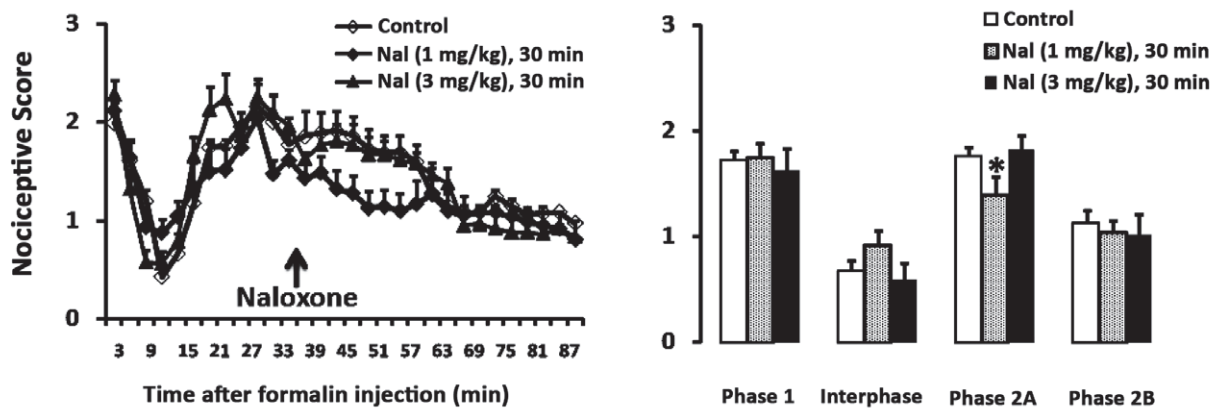 Nociceptive Score
3
2
1
0
Control
Nal (1 mg/kg), 30 min
Nal (3 mg/kg), 30 min
Naloxone
3 9 15 21 27 33 39 45 51 57 63 69 75 81 87
Time after formalin injection (min)
3
2
1
0
Control
Nal (1 mg/kg), 30 min
Nal (3 mg/kg), 30 min
*
Phase 1 Interphase Phase 2A Phase 2B